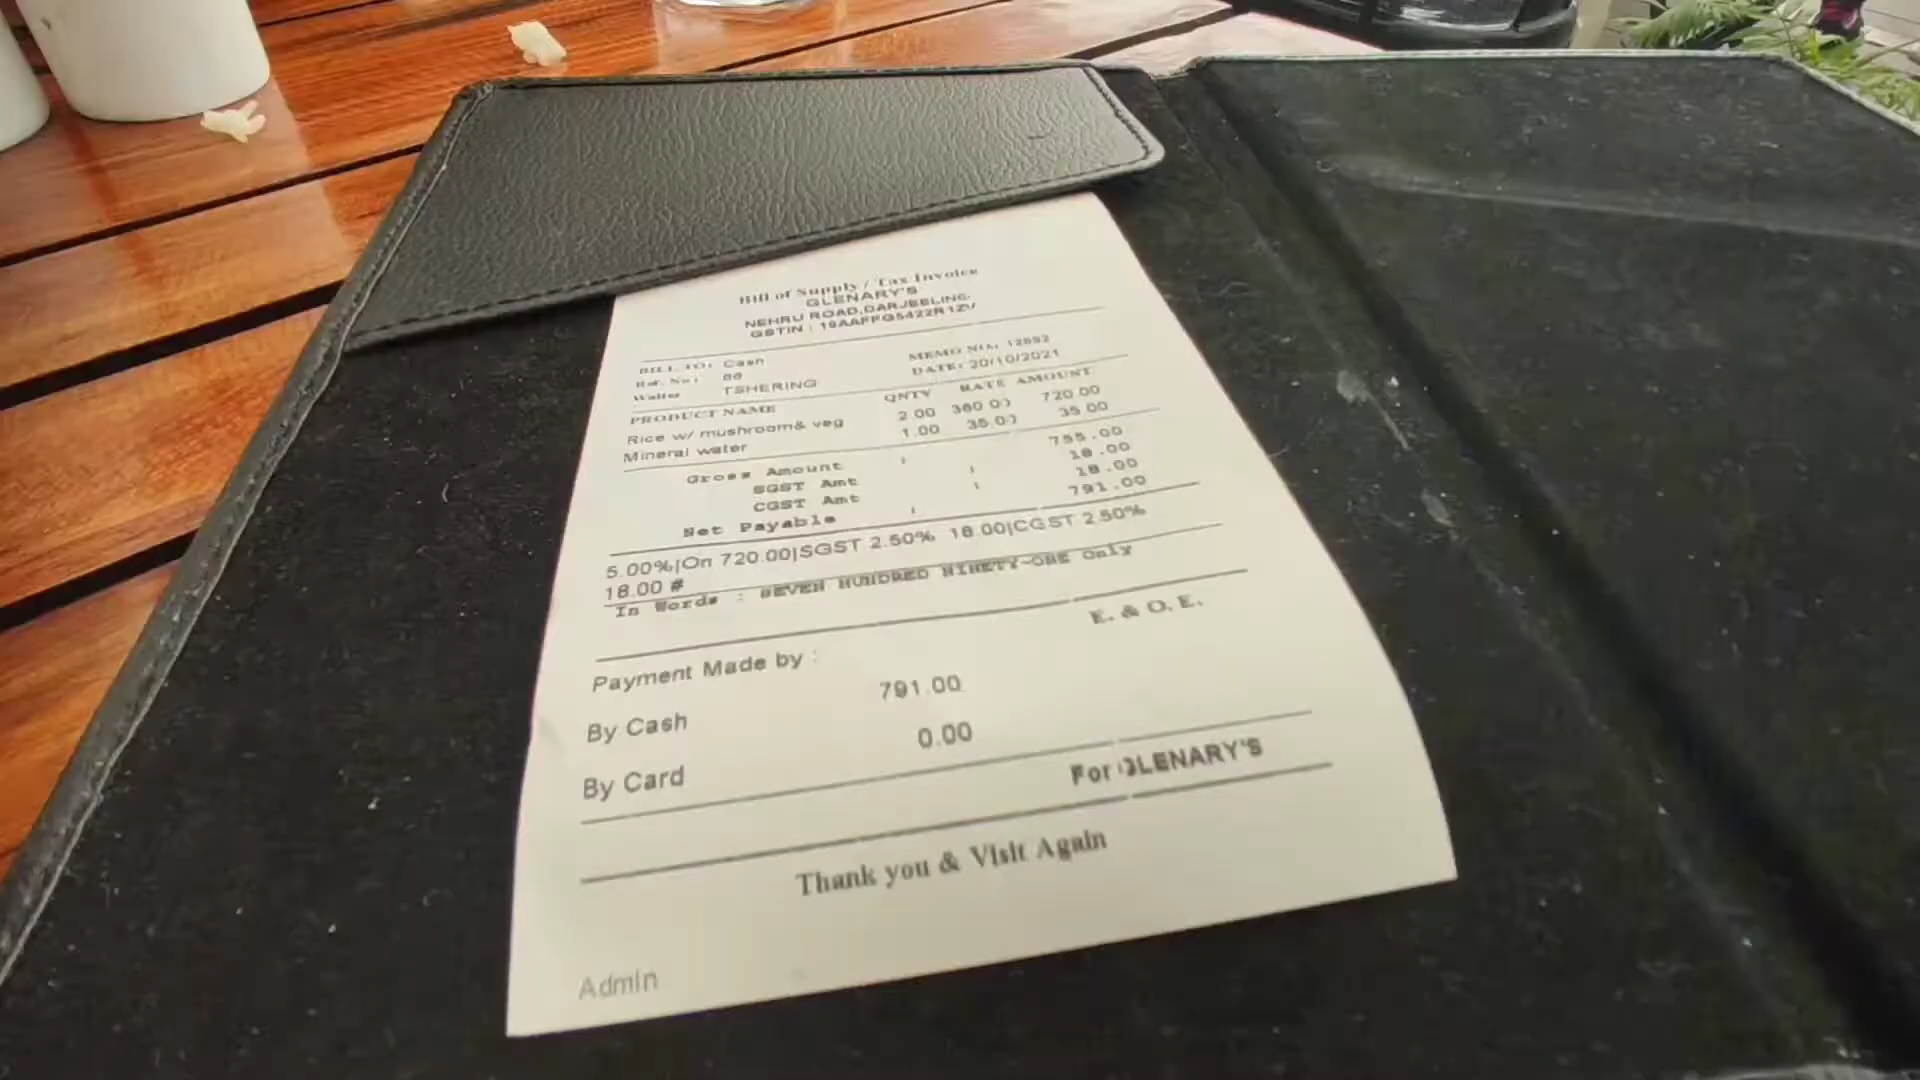 Bill of Supply / Tax Invoice
GLENARY'S
NEHRU ROAD,DARJEELING
GSTIN : 19AAFFG5422R1ZV
BILL TO: Cash MEMO No.: 12692
Ref. No: 88 DATE: 20/10/2021
Waiter TSHERING
PRODUCT NAME QNTY RATE AMOUNT
Rice w/ mushroom& veg 2.00 360.00 720.00
Mineral water 1.00 35.00 35.00
Gross Amount : 755.00
SGST Amt : 18.00
CGST Amt : 18.00
Net Payable : 791.00
5.00%|On 720.00|SGST 2.50% 18.00|CGST 2.50%
18.00 #
In Words : SEVEN HUNDRED NINETY-ONE Only
E. & O. E.
Payment Made by :
By Cash 791.00
By Card 0.00
For GLENARY'S
Thank you & Visit Again
Admin